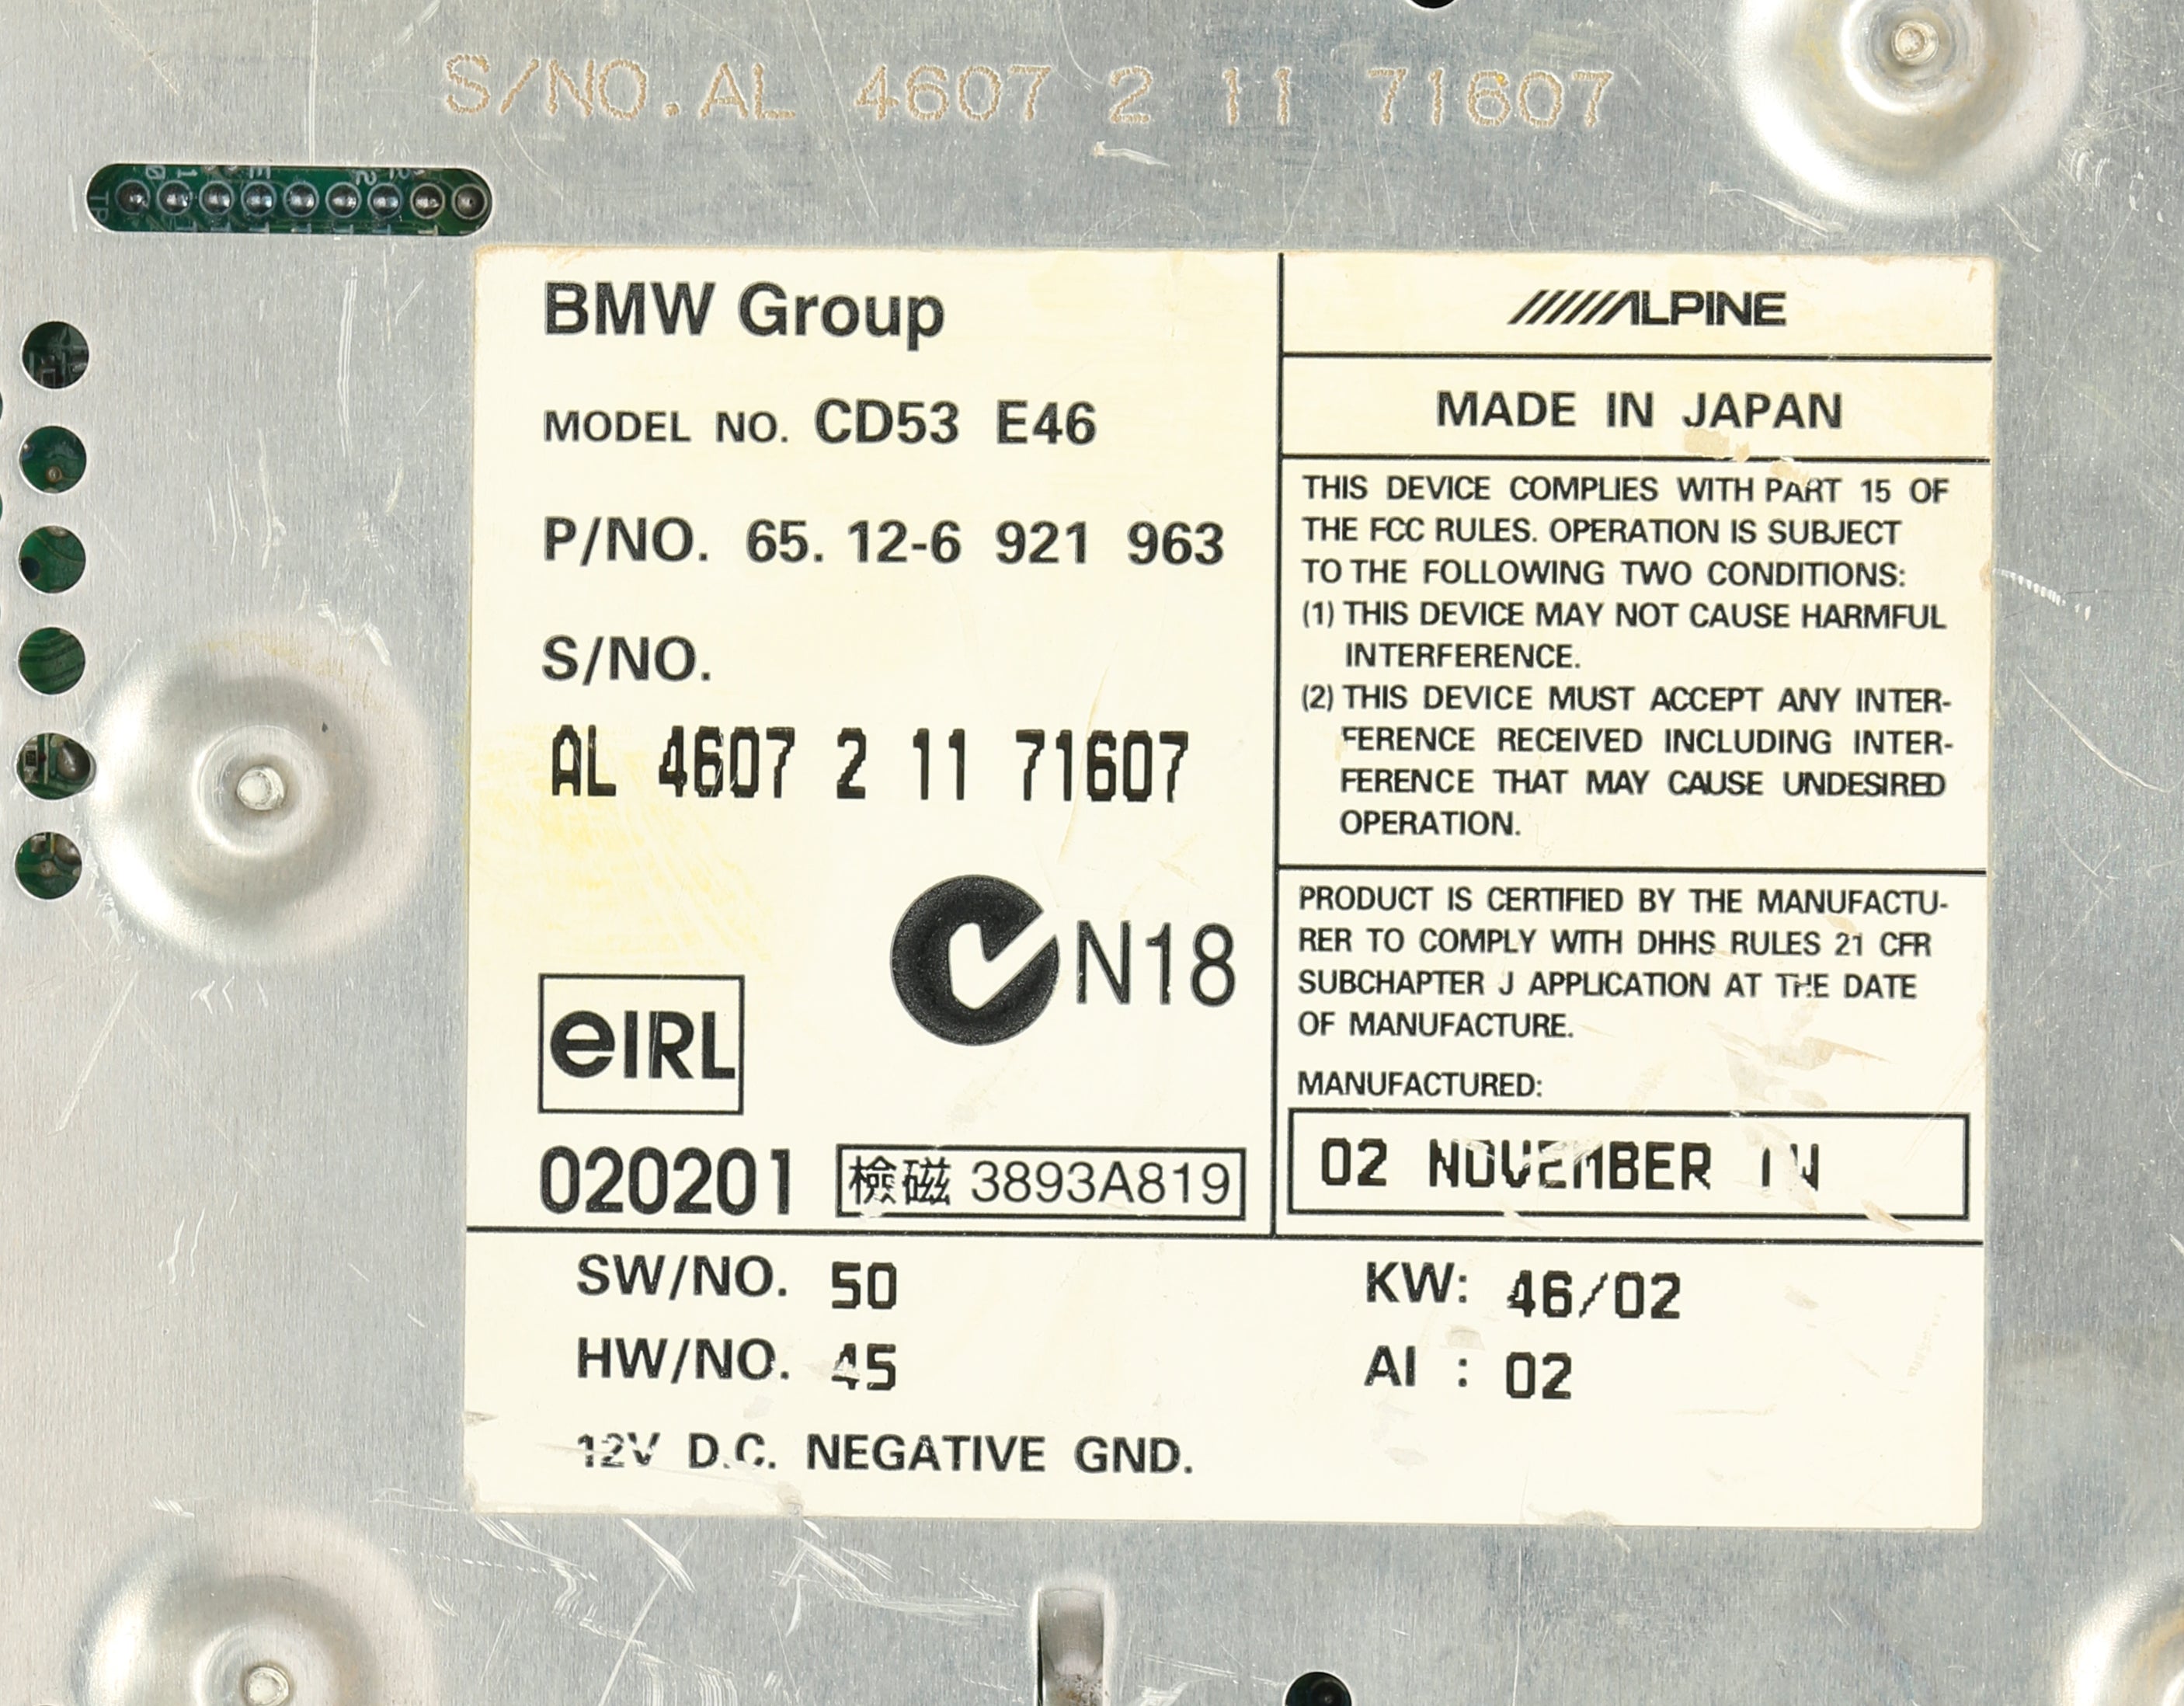 S/NO.AL 4607 2 11 71607
BMW Group
MODEL NO. CD53 E46
P/NO. 65. 12-6 921 963
S/NO.
AL 4607 2 11 71607
N18
eIRL
020201
檢磁 3893A819
ALPINE
MADE IN JAPAN
THIS DEVICE COMPLIES WITH PART 15 OF
THE FCC RULES. OPERATION IS SUBJECT
TO THE FOLLOWING TWO CONDITIONS:
(1) THIS DEVICE MAY NOT CAUSE HARMFUL
INTERFERENCE.
(2) THIS DEVICE MUST ACCEPT ANY INTER-
FERENCE RECEIVED INCLUDING INTER-
FERENCE THAT MAY CAUSE UNDESIRED
OPERATION.
PRODUCT IS CERTIFIED BY THE MANUFACTU-
RER TO COMPLY WITH DHHS RULES 21 CFR
SUBCHAPTER J APPLICATION AT THE DATE
OF MANUFACTURE.
MANUFACTURED:
02 NOVEMBER
SW/NO. 50
HW/NO. 45
KW: 46/02
AI : 02
12V D.C. NEGATIVE GND.